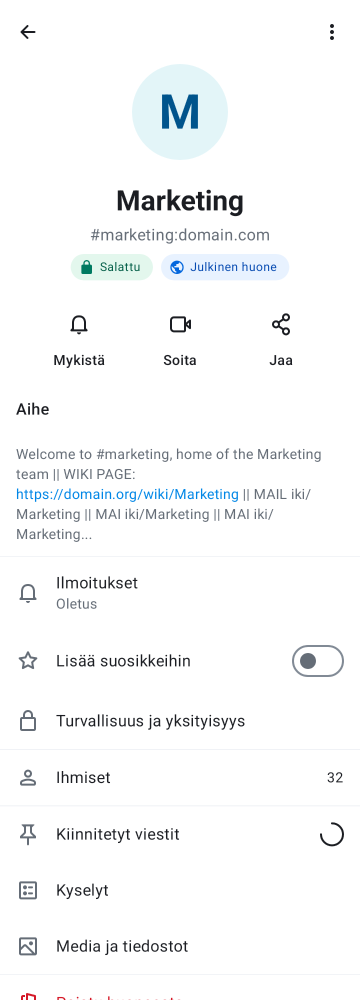 M
Marketing
#marketing:domain.com
Salattu
Julkinen huone
Mykistä
Soita
Jaa
Aihe
Welcome to #marketing, home of the Marketing
team || WIKI PAGE:
https://domain.org/wiki/Marketing || MAIL iki/
Marketing || MAI iki/Marketing || MAI iki/
Marketing...
Ilmoitukset
Oletus
Lisää suosikkeihin
Turvallisuus ja yksityisyys
Ihmiset
32
Kiinnitetyt viestit
Kyselyt
Media ja tiedostot